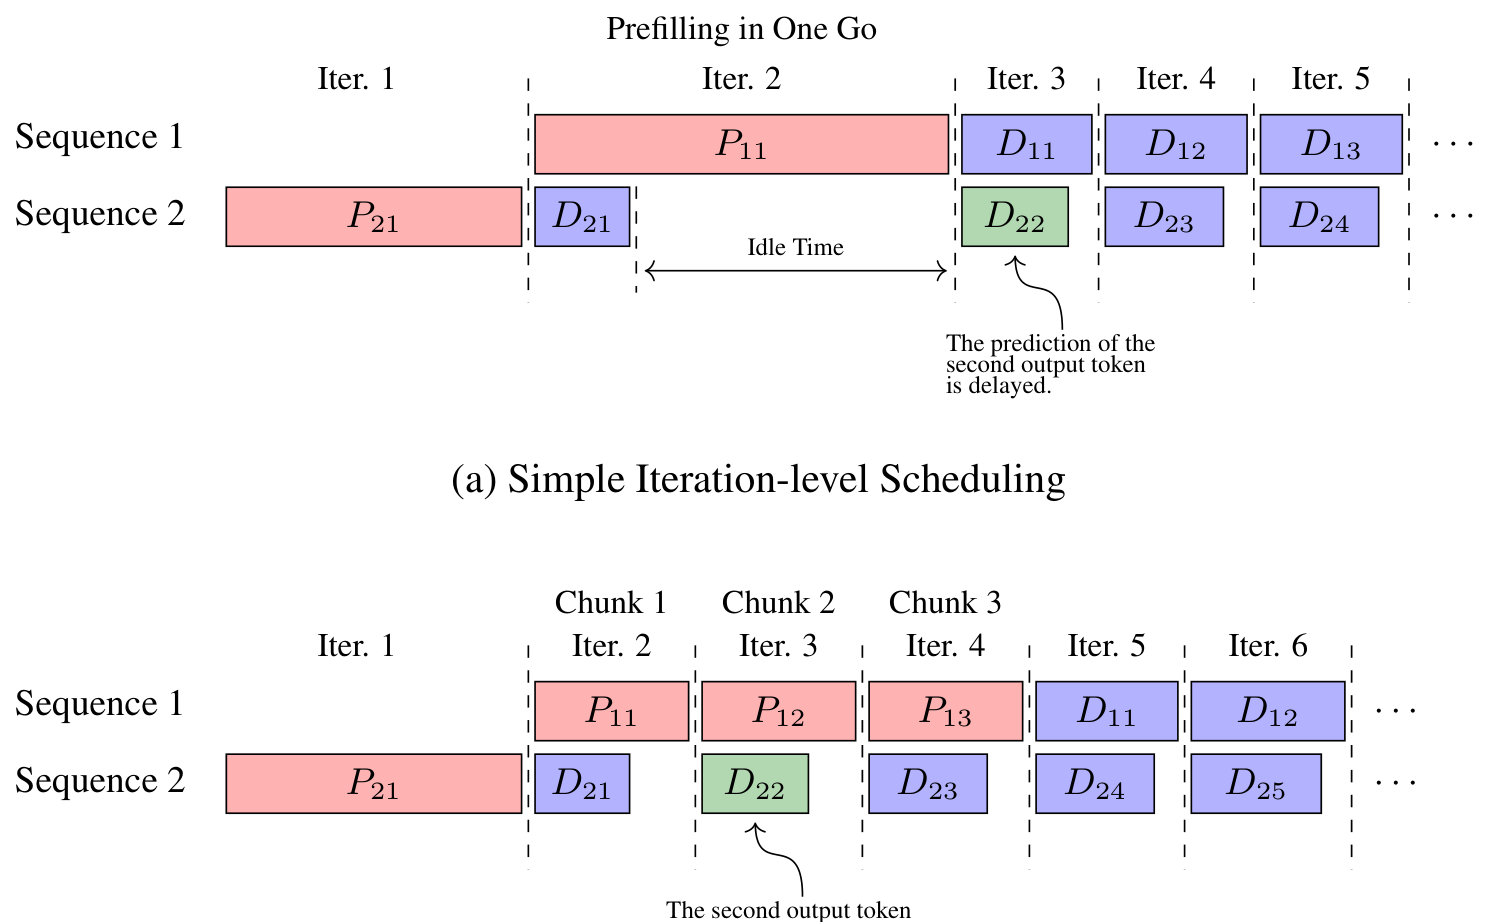 Prefilling in One Go
Iter. 1 Iter. 2 Iter. 3 Iter. 4 Iter. 5
Sequence 1 P₁₁ D₁₁ D₁₂ D₁₃ ···
Sequence 2 P₂₁ D₂₁ D₂₂ D₂₃ D₂₄ ···
Idle Time
The prediction of the
second output token
is delayed.
(a) Simple Iteration-level Scheduling
Chunk 1 Chunk 2 Chunk 3
Iter. 1 Iter. 2 Iter. 3 Iter. 4 Iter. 5 Iter. 6
Sequence 1 P₁₁ P₁₂ P₁₃ D₁₁ D₁₂ ···
Sequence 2 P₂₁ D₂₁ D₂₂ D₂₃ D₂₄ D₂₅ ···
The second output token